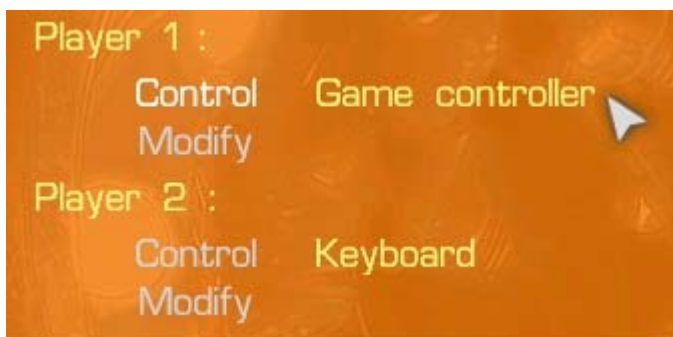 Player 1 :
Control Game controller
Modify
Player 2 :
Control Keyboard
Modify